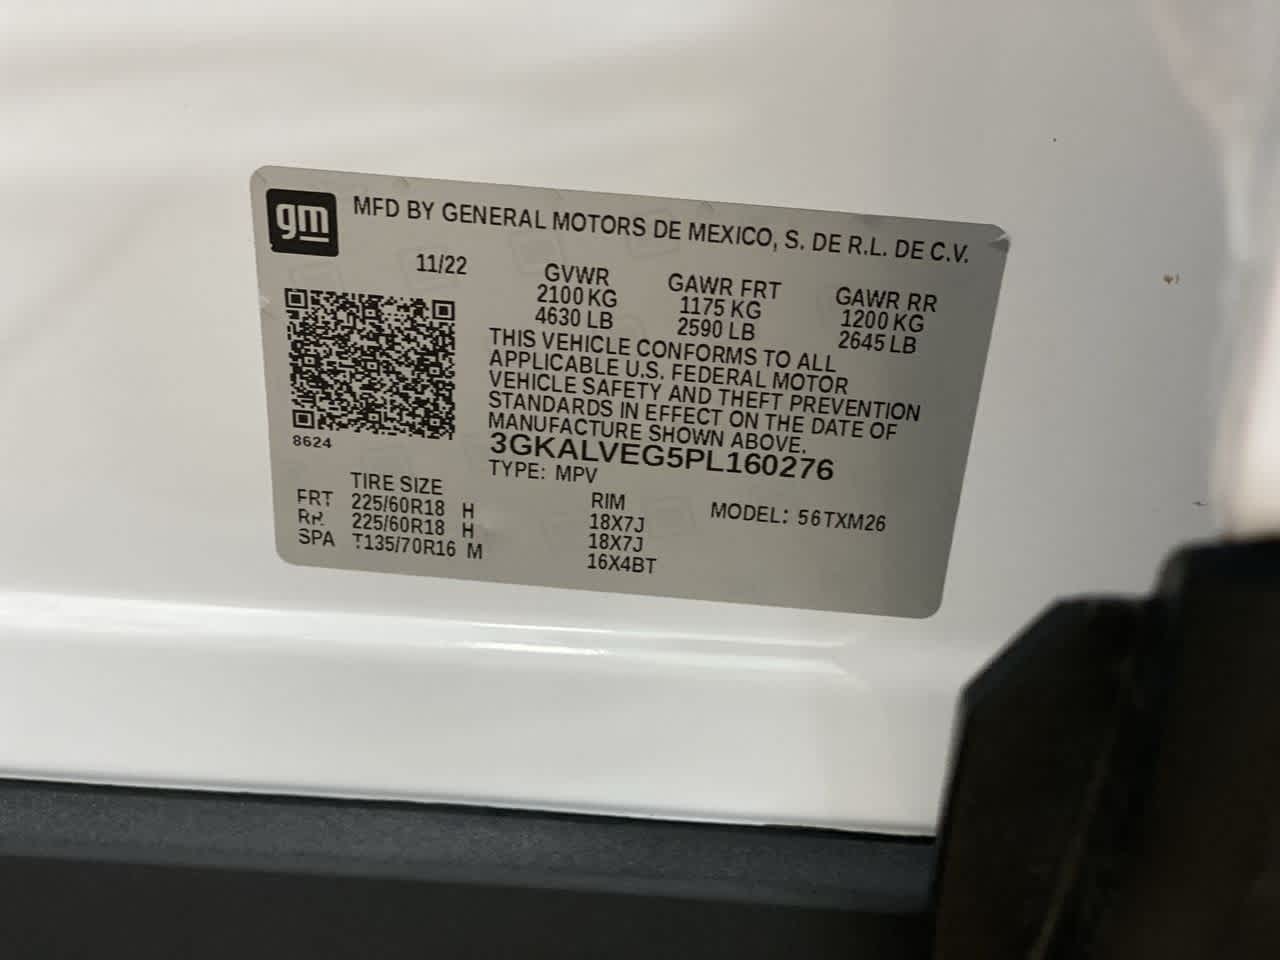 gm MFD BY GENERAL MOTORS DE MEXICO, S. DE R.L. DE C.V.
11/22 GVWR GAWR FRT GAWR RR
2100 KG 1175 KG 1200 KG
4630 LB 2590 LB 2645 LB
THIS VEHICLE CONFORMS TO ALL
APPLICABLE U.S. FEDERAL MOTOR
VEHICLE SAFETY AND THEFT PREVENTION
STANDARDS IN EFFECT ON THE DATE OF
MANUFACTURE SHOWN ABOVE.
8624 3GKALVEG5PL160276
TYPE: MPV
TIRE SIZE RIM MODEL: 56TXM26
FRT 225/60R18 H 18X7J
RR 225/60R18 H 18X7J
SPA T135/70R16 M 16X4BT